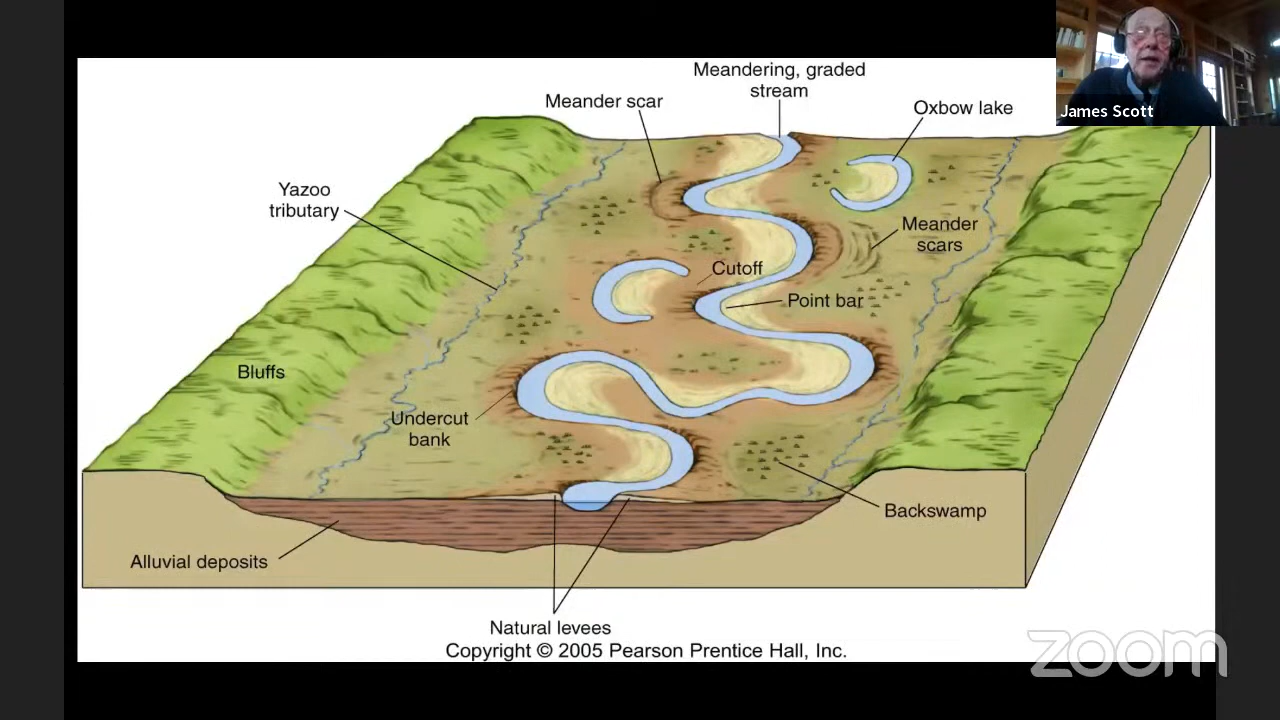 Meandering, graded
stream
Meander scar
Oxbow lake
James Scott
Yazoo
tributary
Meander
scars
Cutoff
Point bar
Bluffs
Undercut
bank
Backswamp
Alluvial deposits
Natural levees
Copyright © 2005 Pearson Prentice Hall, Inc.
zoom